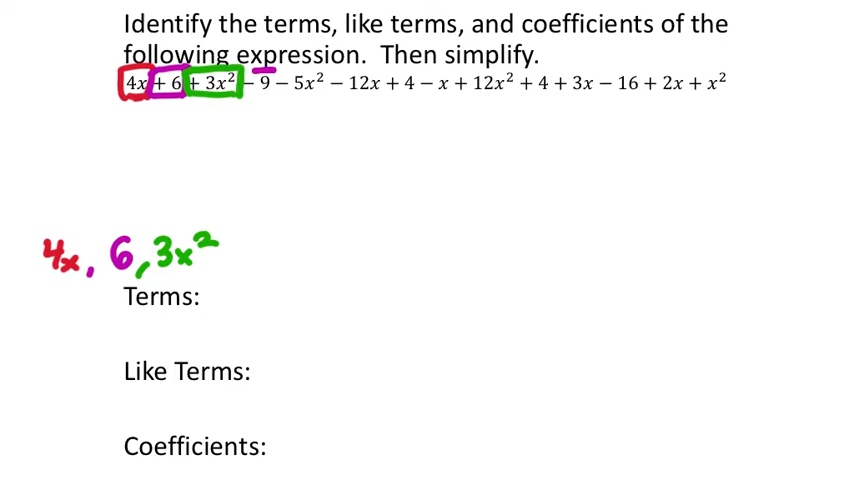 Identify the terms, like terms, and coefficients of the
following expression. Then simplify.
4x + 6 + 3x² − 9 − 5x² − 12x + 4 − x + 12x² + 4 + 3x − 16 + 2x + x²
4x, 6, 3x²
Terms:
Like Terms:
Coefficients: